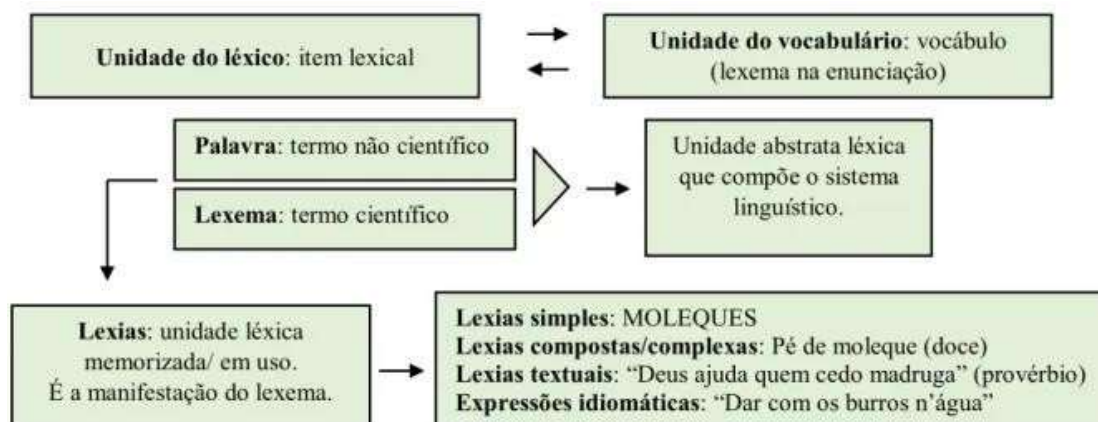 Unidade do léxico: item lexical
Unidade do vocabulário: vocábulo
(lexema na enunciação)
Palavra: termo não científico
Lexema: termo científico
Unidade abstrata léxica
que compõe o sistema
linguístico.
Lexias: unidade léxica
memorizada/ em uso.
É a manifestação do lexema.
Lexias simples: MOLEQUES
Lexias compostas/complexas: Pé de moleque (doce)
Lexias textuais: “Deus ajuda quem cedo madruga” (provérbio)
Expressões idiomáticas: “Dar com os burros n’água”